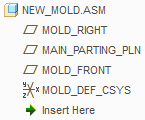 NEW_MOLD.ASM
MOLD_RIGHT
MAIN_PARTING_PLN
MOLD_FRONT
MOLD_DEF_CSYS
Insert Here